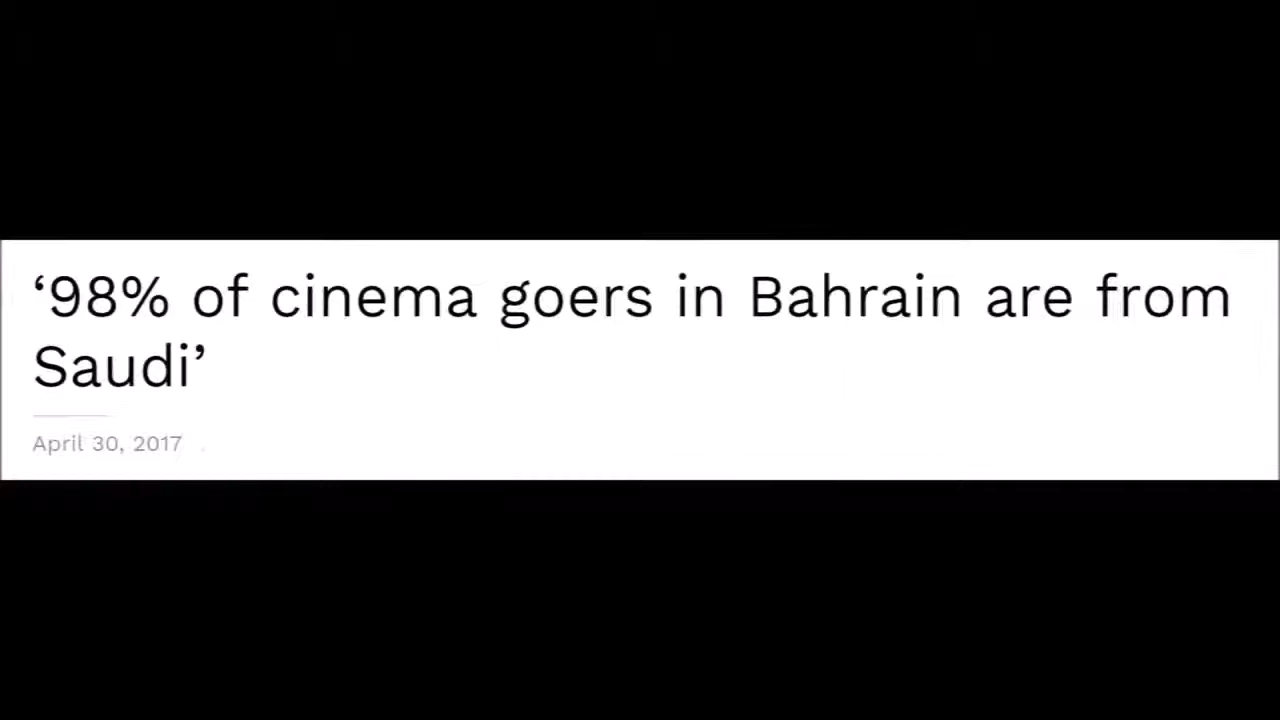 ‘98% of cinema goers in Bahrain are from
Saudi’
April 30, 2017